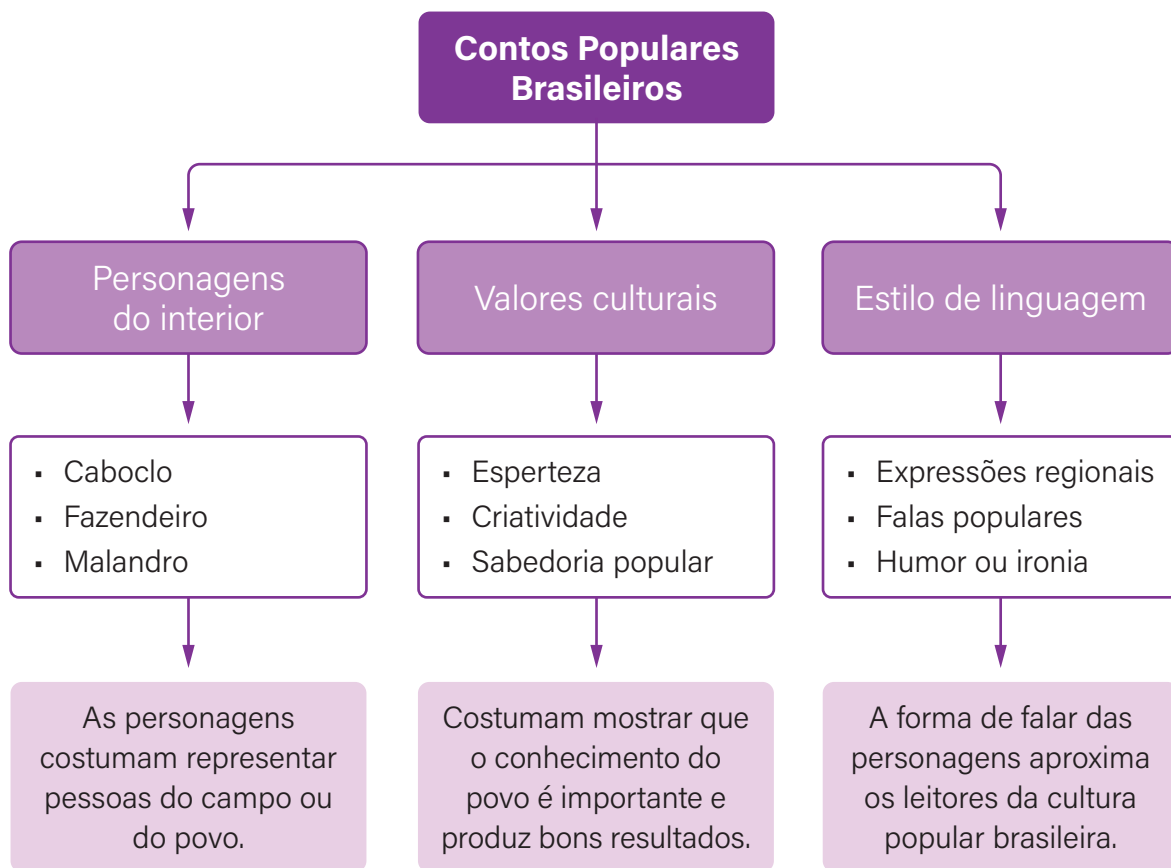 Contos Populares
Brasileiros
Personagens
do interior
Valores culturais
Estilo de linguagem
▪ Caboclo
▪ Fazendeiro
▪ Malandro
▪ Esperteza
▪ Criatividade
▪ Sabedoria popular
▪ Expressões regionais
▪ Falas populares
▪ Humor ou ironia
As personagens
costumam representar
pessoas do campo ou
do povo.
Costumam mostrar que
o conhecimento do
povo é importante e
produz bons resultados.
A forma de falar das
personagens aproxima
os leitores da cultura
popular brasileira.